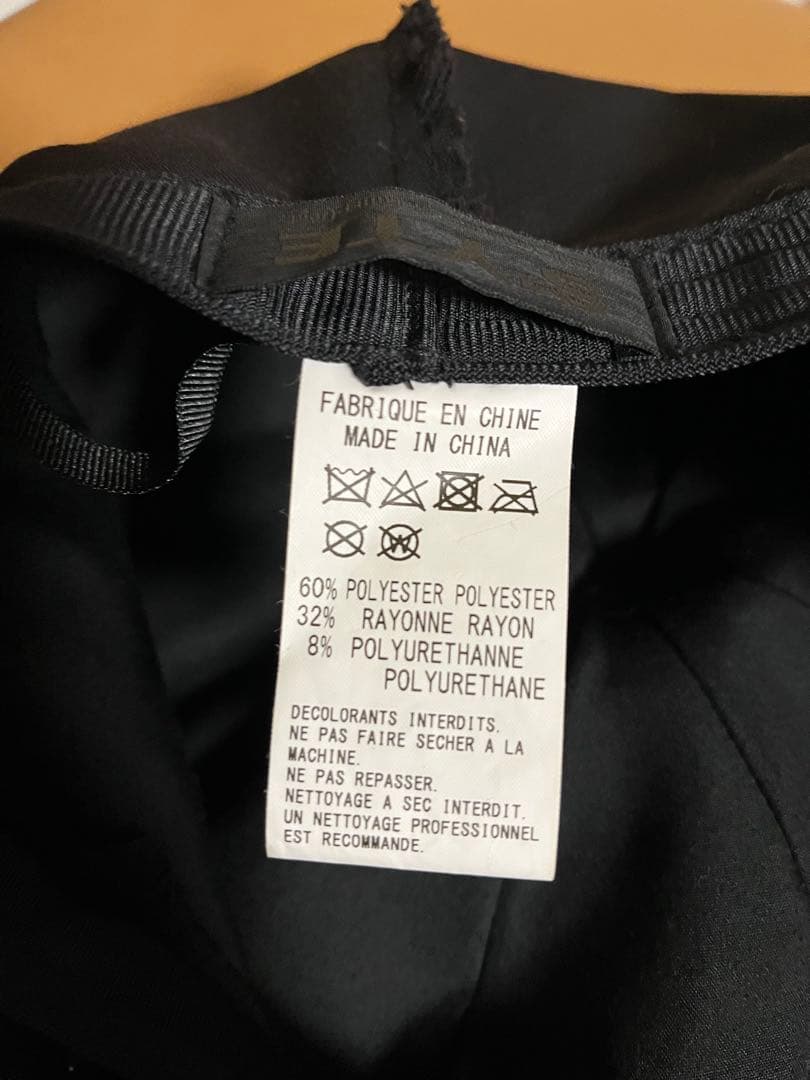 FABRIQUE EN CHINE
MADE IN CHINA
60% POLYESTER POLYESTER
32% RAYONNE RAYON
8% POLYURETHANNE
POLYURETHANE
DECOLORANTS INTERDITS.
NE PAS FAIRE SECHER A LA
MACHINE.
NE PAS REPASSER.
NETTOYAGE A SEC INTERDIT.
UN NETTOYAGE PROFESSIONNEL
EST RECOMMANDE.